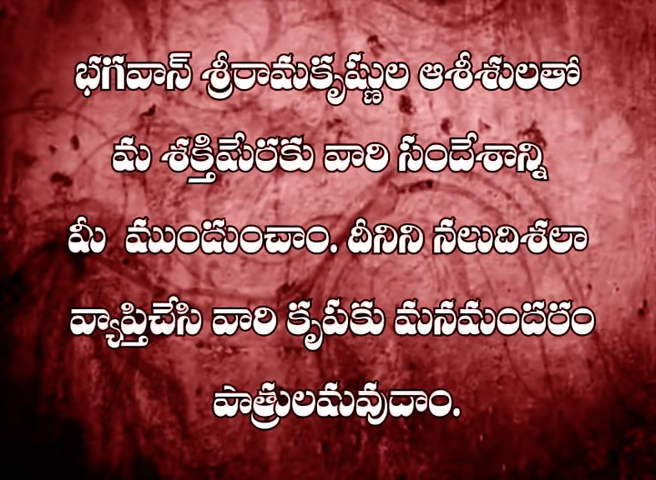 భగవాన్ శ్రీరామకృష్ణుల ఆశీశులతో
మ శక్తిమేరకు వారి సందేశాన్ని
మీ ముందుంచాం. దీనిని నలుదిశలా
వ్యాప్తిచేసి వారి కృపకు మనమందరం
పాత్రులమవుదాం.